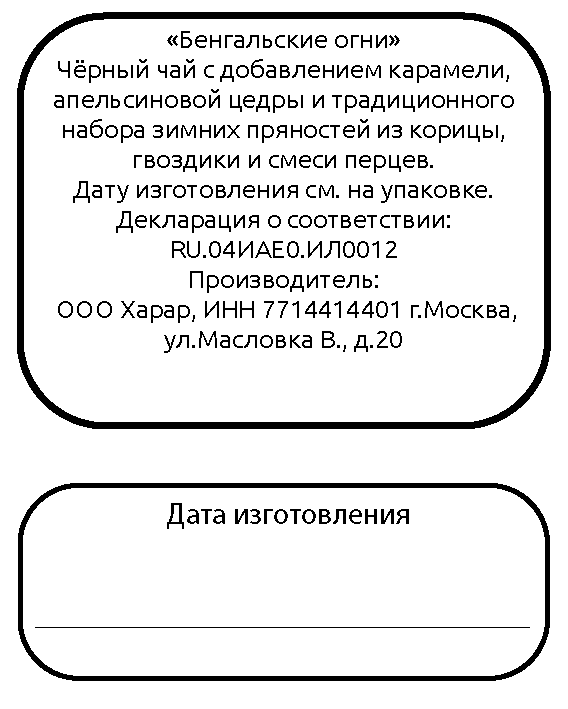 «Бенгальские огни»
Чёрный чай с добавлением карамели,
апельсиновой цедры и традиционного
набора зимних пряностей из корицы,
гвоздики и смеси перцев.
Дату изготовления см. на упаковке.
Декларация о соответствии:
RU.04ИАЕ0.ИЛ0012
Производитель:
ООО Харар, ИНН 7714414401 г.Москва,
ул.Масловка В., д.20
Дата изготовления